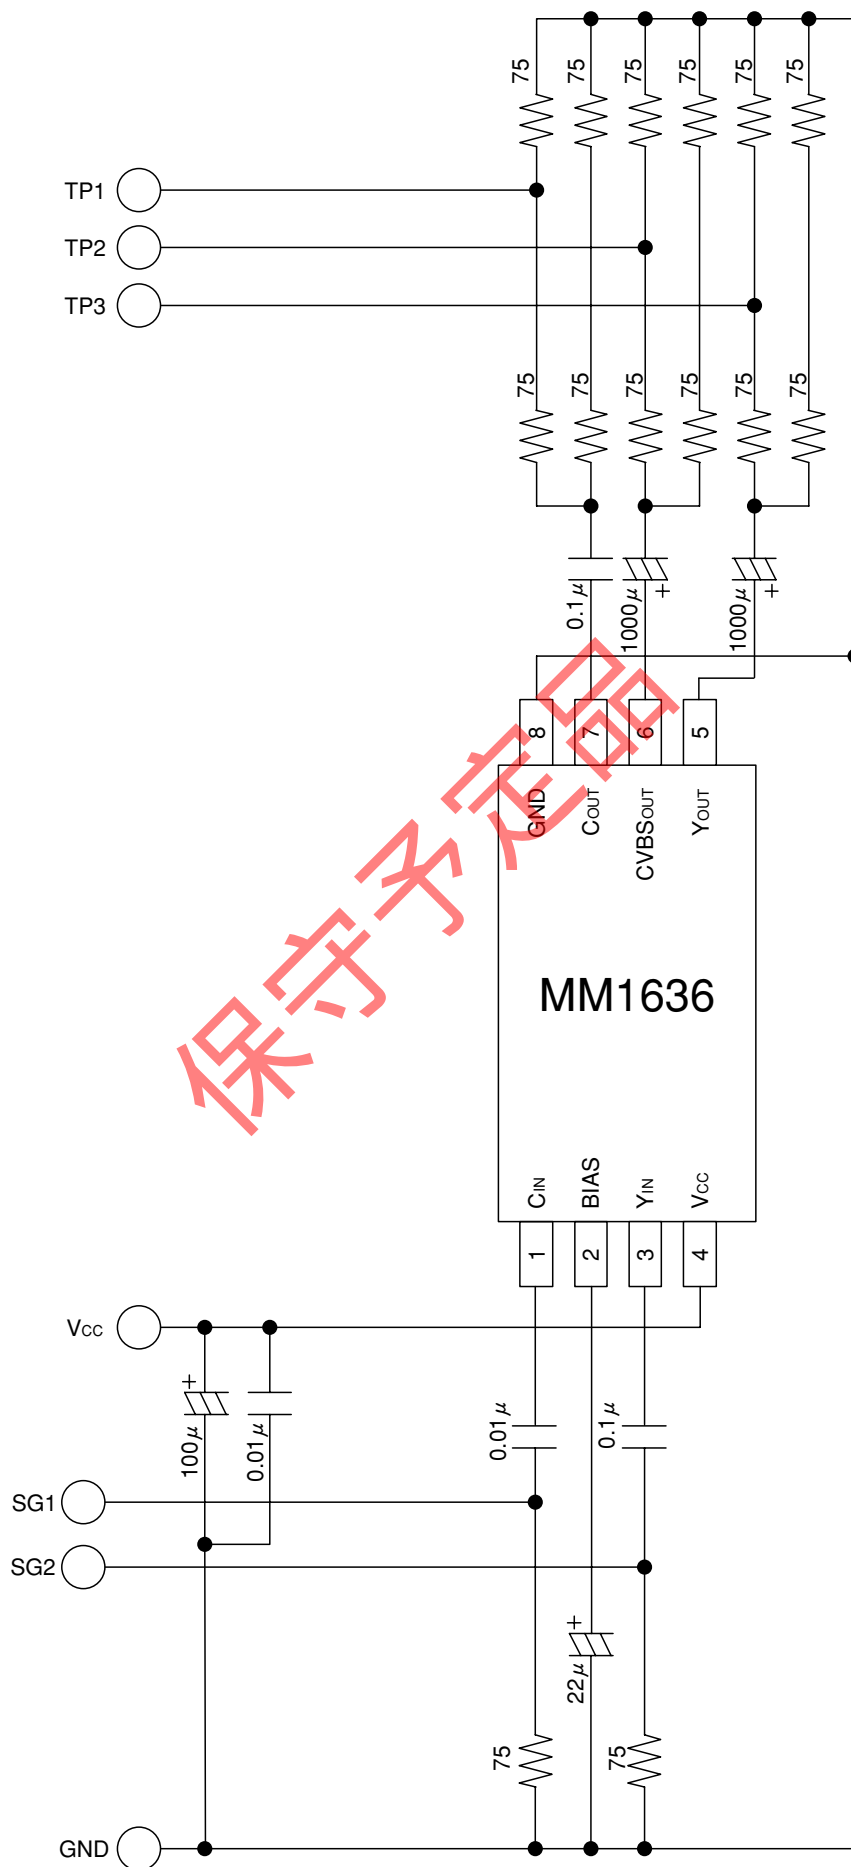 75 75 75 75 75 75
TP1
TP2
TP3
75 75 75 75 75 75
0.1μ 1000μ + 1000μ +
8 7 6 5
GND COUT CVBSOUT YOUT
MM1636
保守予定品
CIN BIAS YIN VCC
1 2 3 4
VCC
+
100μ 0.01μ 0.01μ 0.1μ
SG1
SG2
+
22μ
75 75
GND